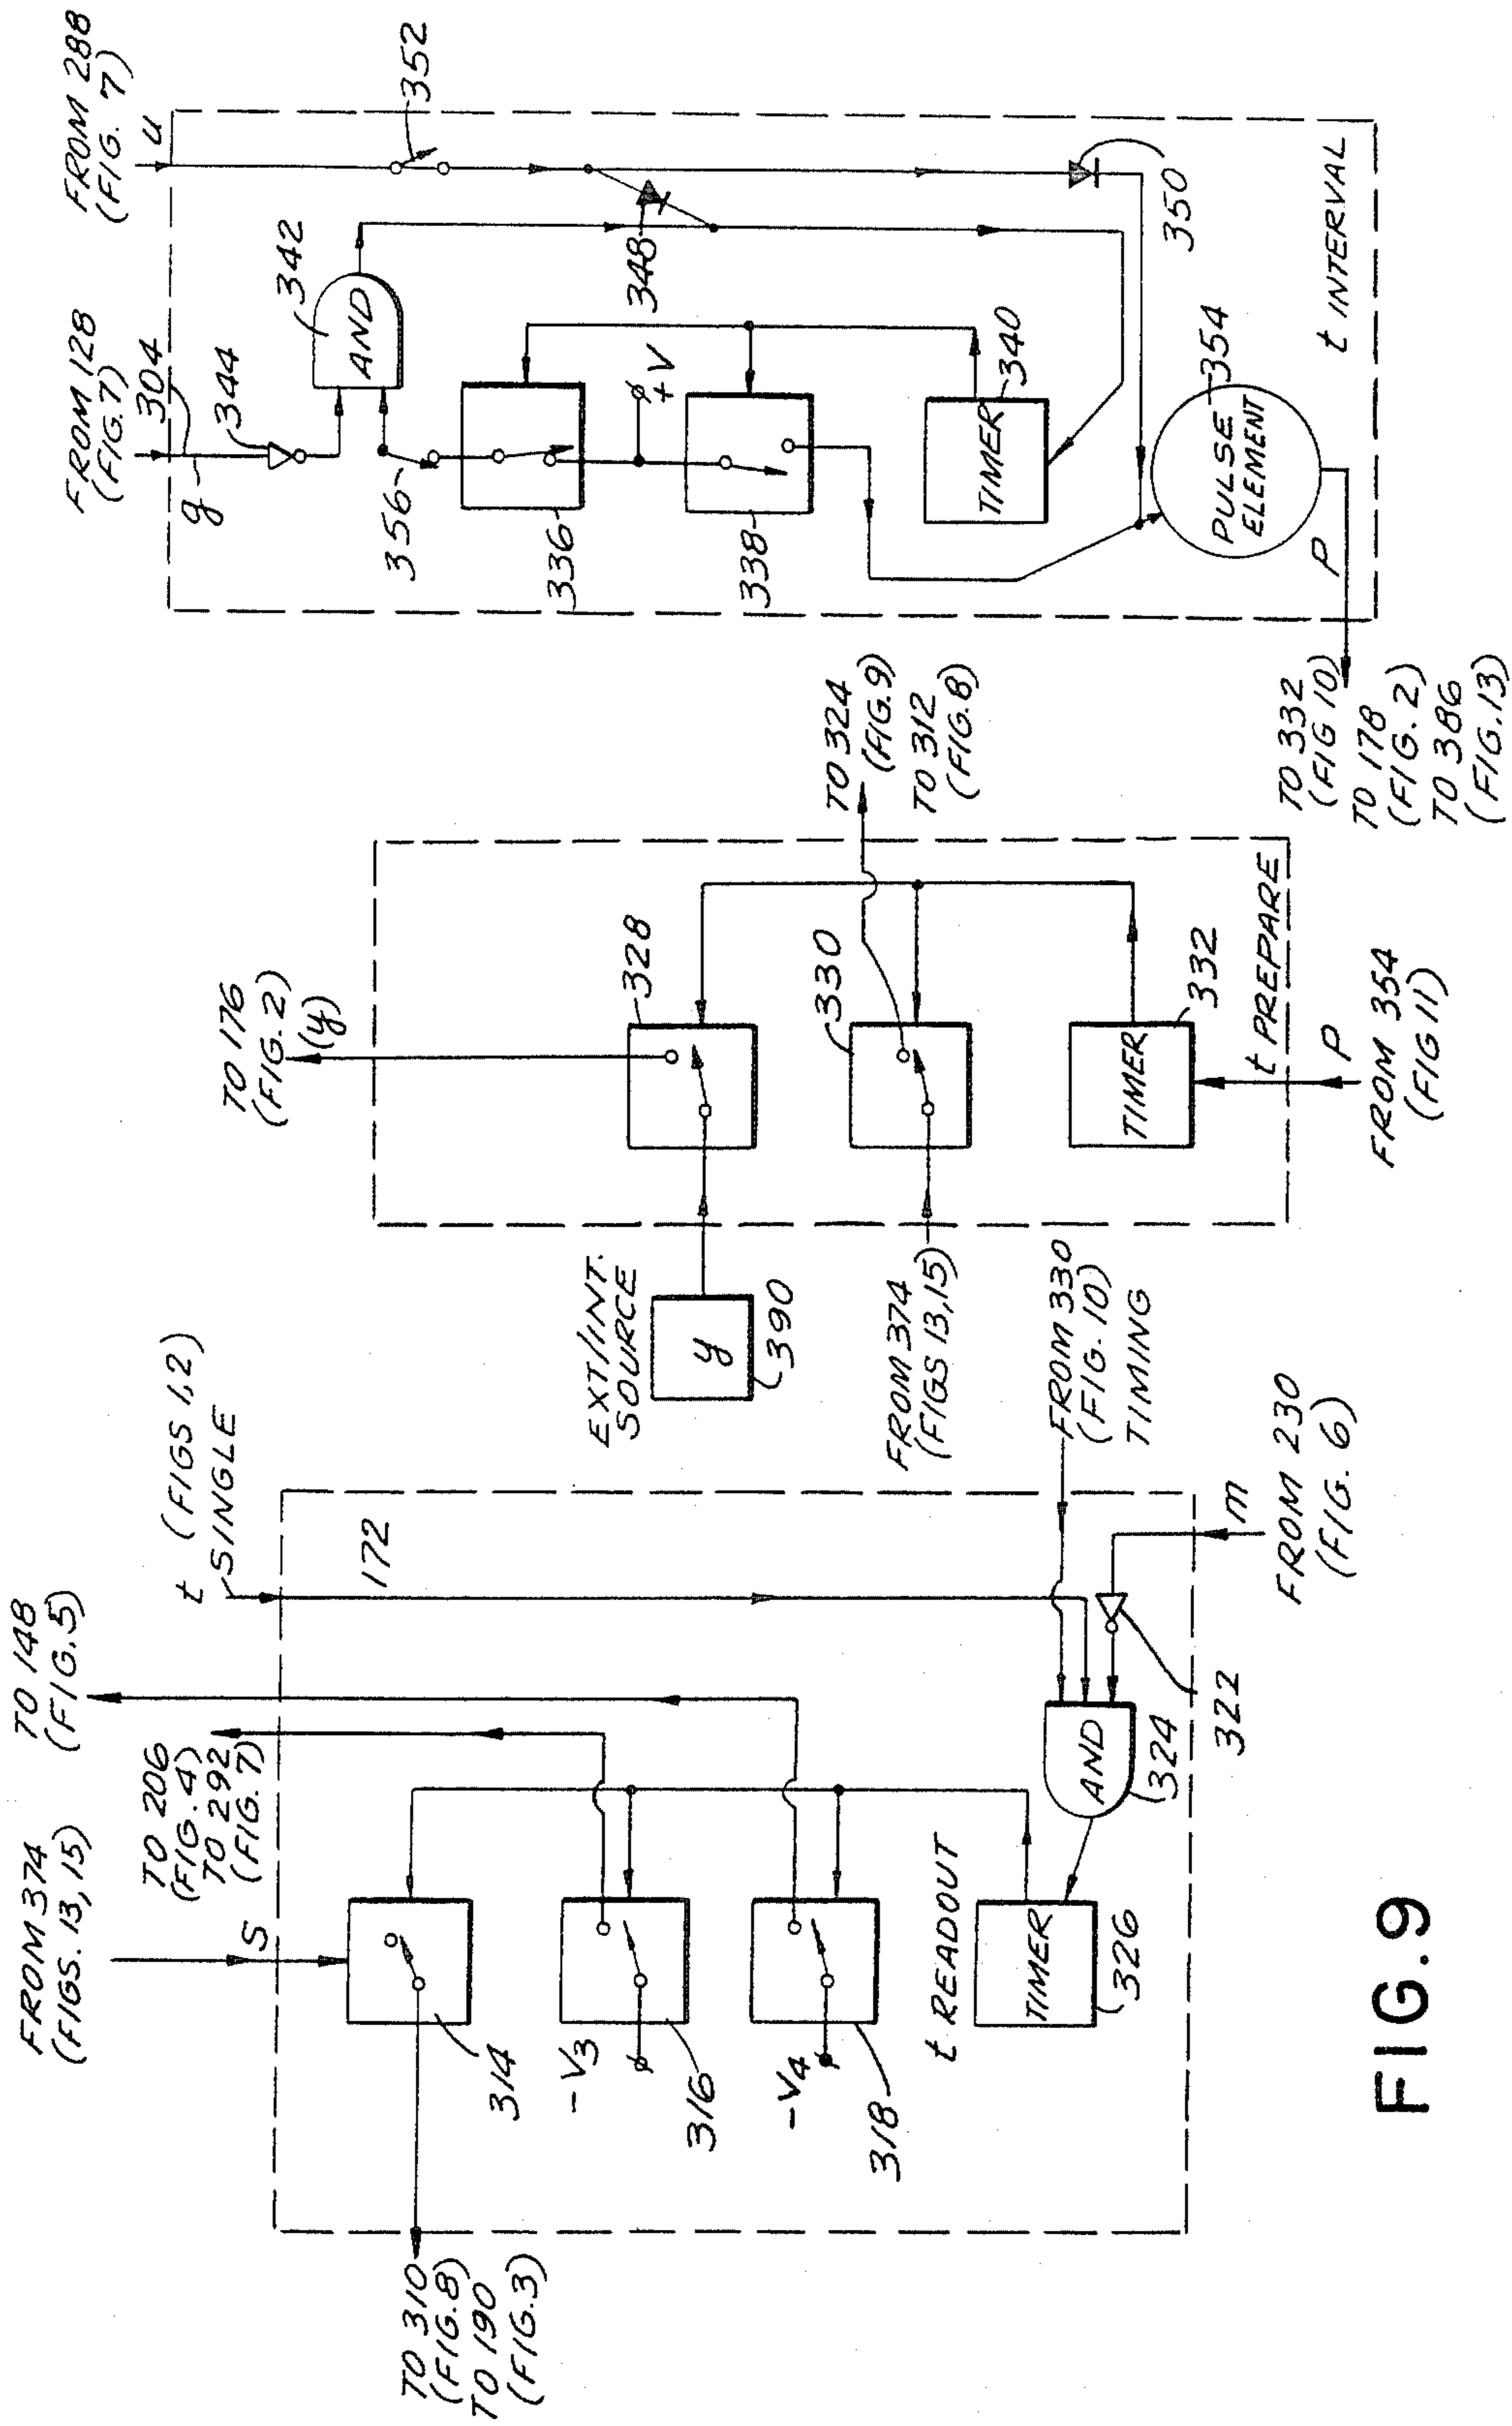 FROM 374
(FIGS. 13, 15)
S
TO 206
(FIG. 4)
TO 292
(FIG. 7)
TO 148
(FIG. 5)
t (FIGS 1, 2)
SINGLE
172
TO 310
(FIG. 8)
TO 190
(FIG. 3)
314
-V3
316
-V4
318
t READOUT
TIMER
326
AND
324
322
m
FROM 230
(FIG. 6)
FROM 330
(FIG. 10)
TIMING
TO 176
(FIG. 2)
(y)
EXT/INT.
SOURCE
y
390
328
FROM 374
(FIGS 13, 15)
330
TO 324
(FIG. 9)
TO 312
(FIG. 8)
TIMER
332
t PREPARE
P
FROM 354
(FIG 11)
FROM 128
(FIG. 7)
304
g
344
FROM 288
(FIG. 7)
u
342
AND
352
356
336
+V
348
338
TIMER
340
350
PULSE
ELEMENT
354
P
t INTERVAL
TO 332
(FIG 10)
TO 178
(FIG. 2)
TO 386
(FIG. 13)
FIG. 9